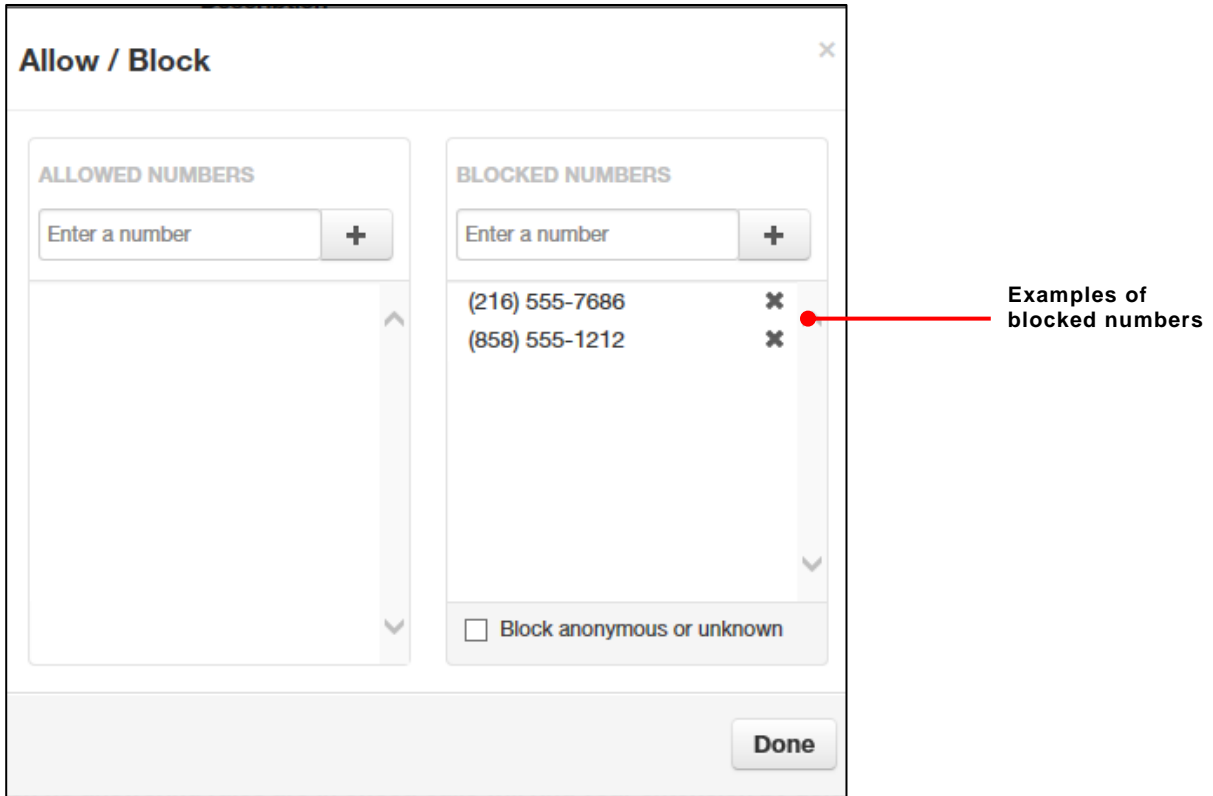 Allow / Block
×
ALLOWED NUMBERS
Enter a number
+
BLOCKED NUMBERS
Enter a number
+
(216) 555-7686
(858) 555-1212
Block anonymous or unknown
Done
Examples of
blocked numbers